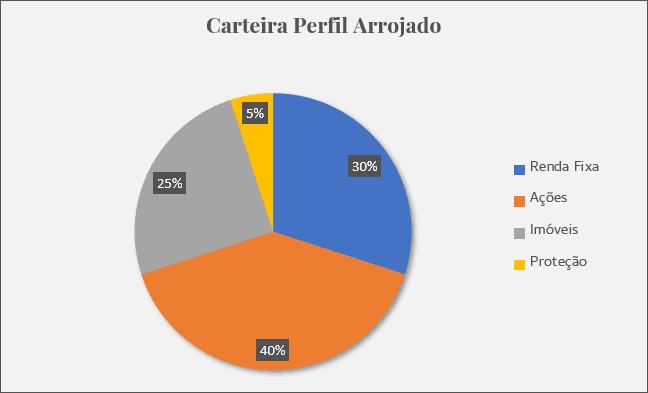 Carteira Perfil Arrojado
5%
30%
25%
40%
Renda Fixa
Ações
Imóveis
Proteção